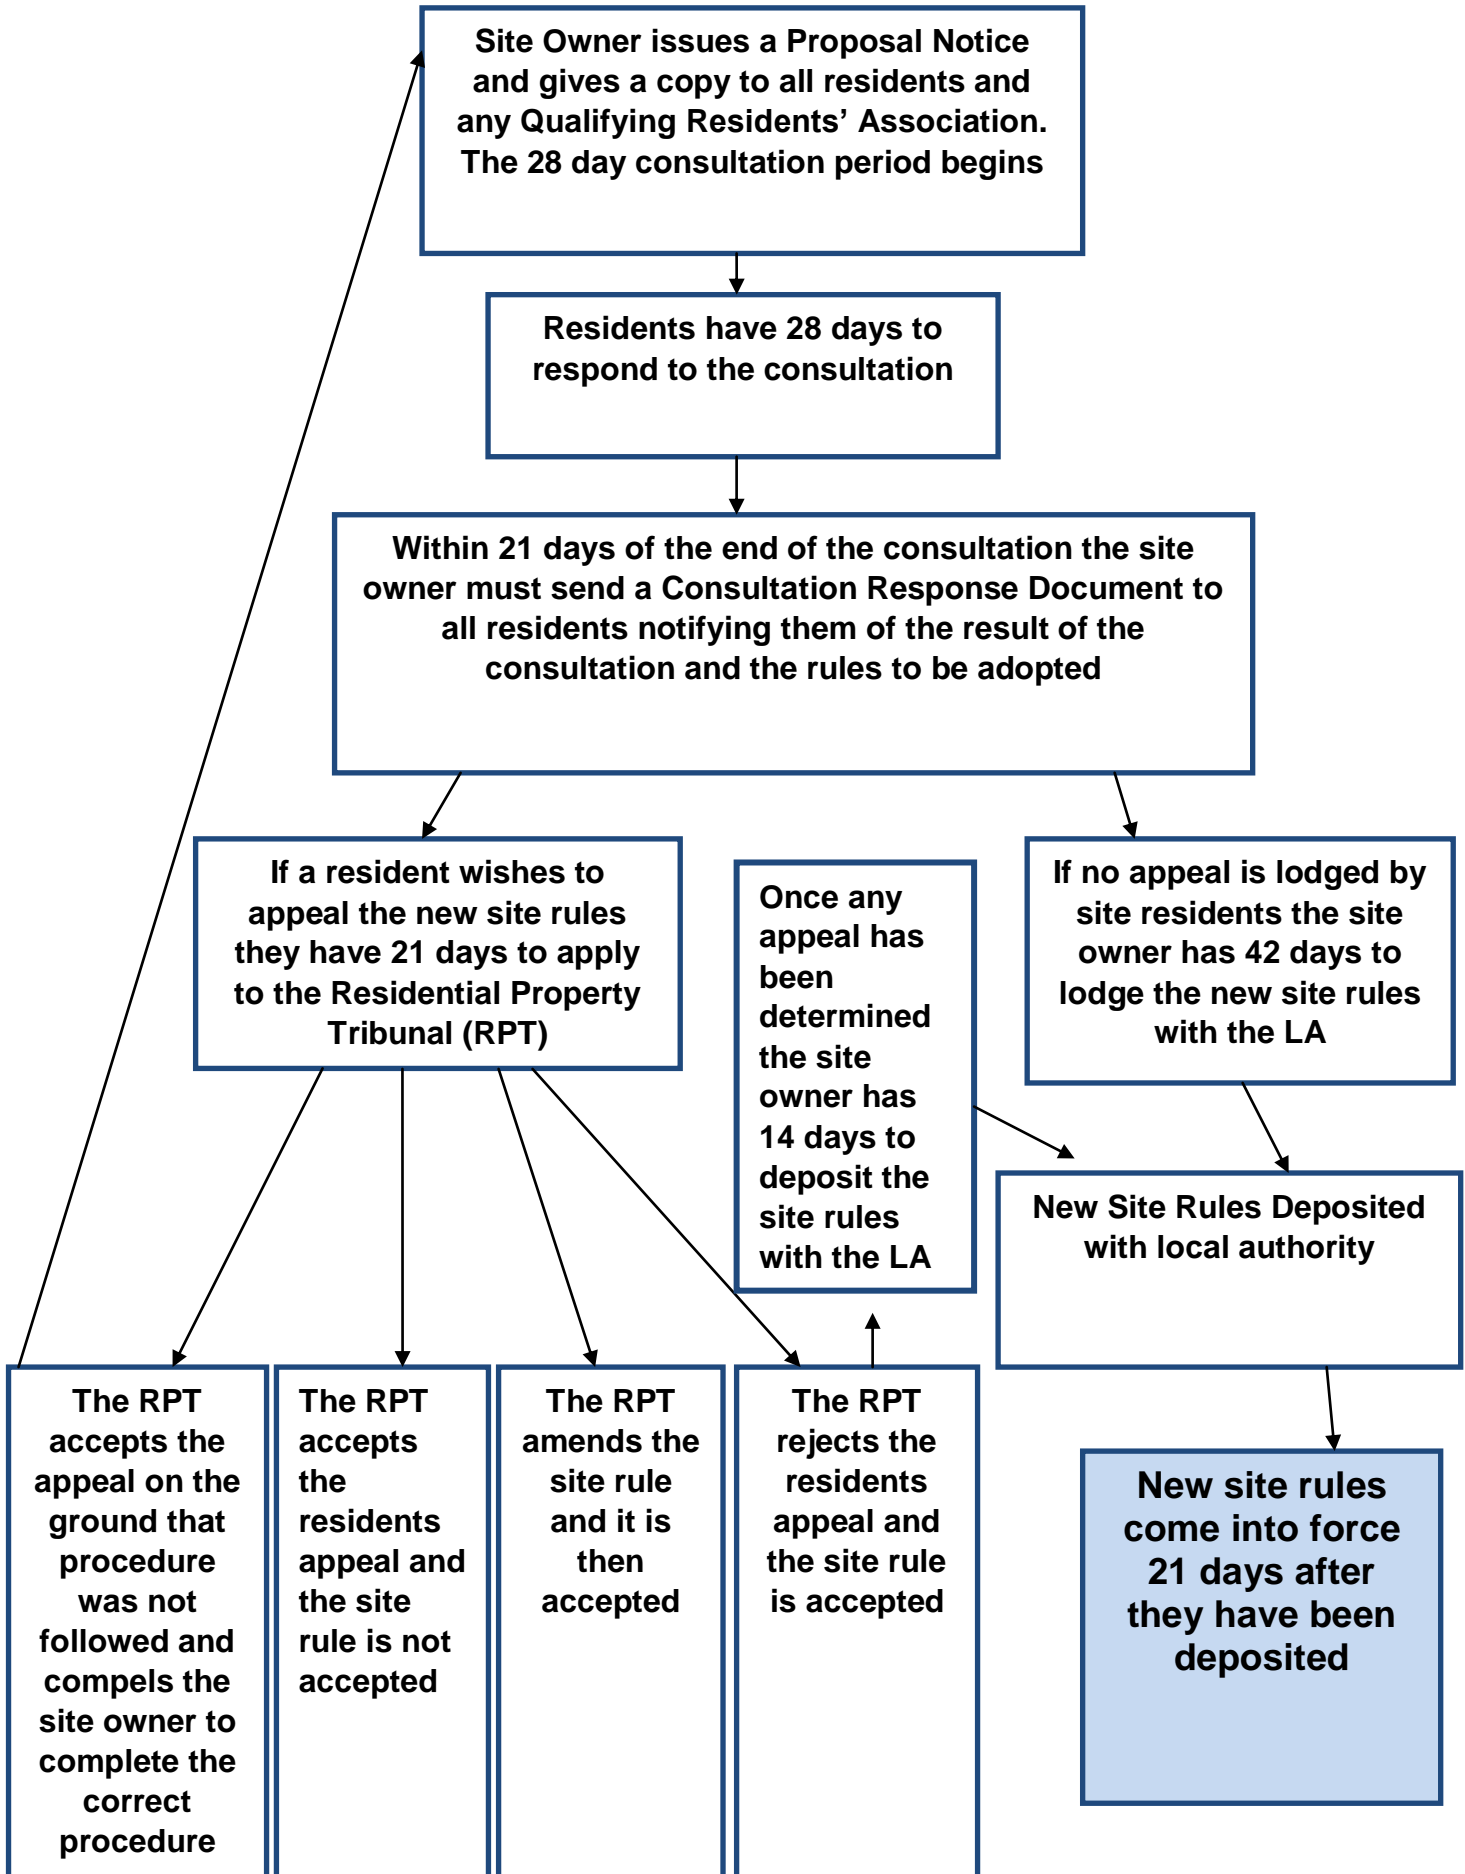 Site Owner issues a Proposal Notice
and gives a copy to all residents and
any Qualifying Residents’ Association.
The 28 day consultation period begins
Residents have 28 days to
respond to the consultation
Within 21 days of the end of the consultation the site
owner must send a Consultation Response Document to
all residents notifying them of the result of the
consultation and the rules to be adopted
If a resident wishes to
appeal the new site rules
they have 21 days to apply
to the Residential Property
Tribunal (RPT)
Once any
appeal has
been
determined
the site
owner has
14 days to
deposit the
site rules
with the LA
If no appeal is lodged by
site residents the site
owner has 42 days to
lodge the new site rules
with the LA
New Site Rules Deposited
with local authority
The RPT
accepts the
appeal on the
ground that
procedure
was not
followed and
compels the
site owner to
complete the
correct
procedure
The RPT
accepts
the
residents
appeal and
the site
rule is not
accepted
The RPT
amends the
site rule
and it is
then
accepted
The RPT
rejects the
residents
appeal and
the site rule
is accepted
New site rules
come into force
21 days after
they have been
deposited